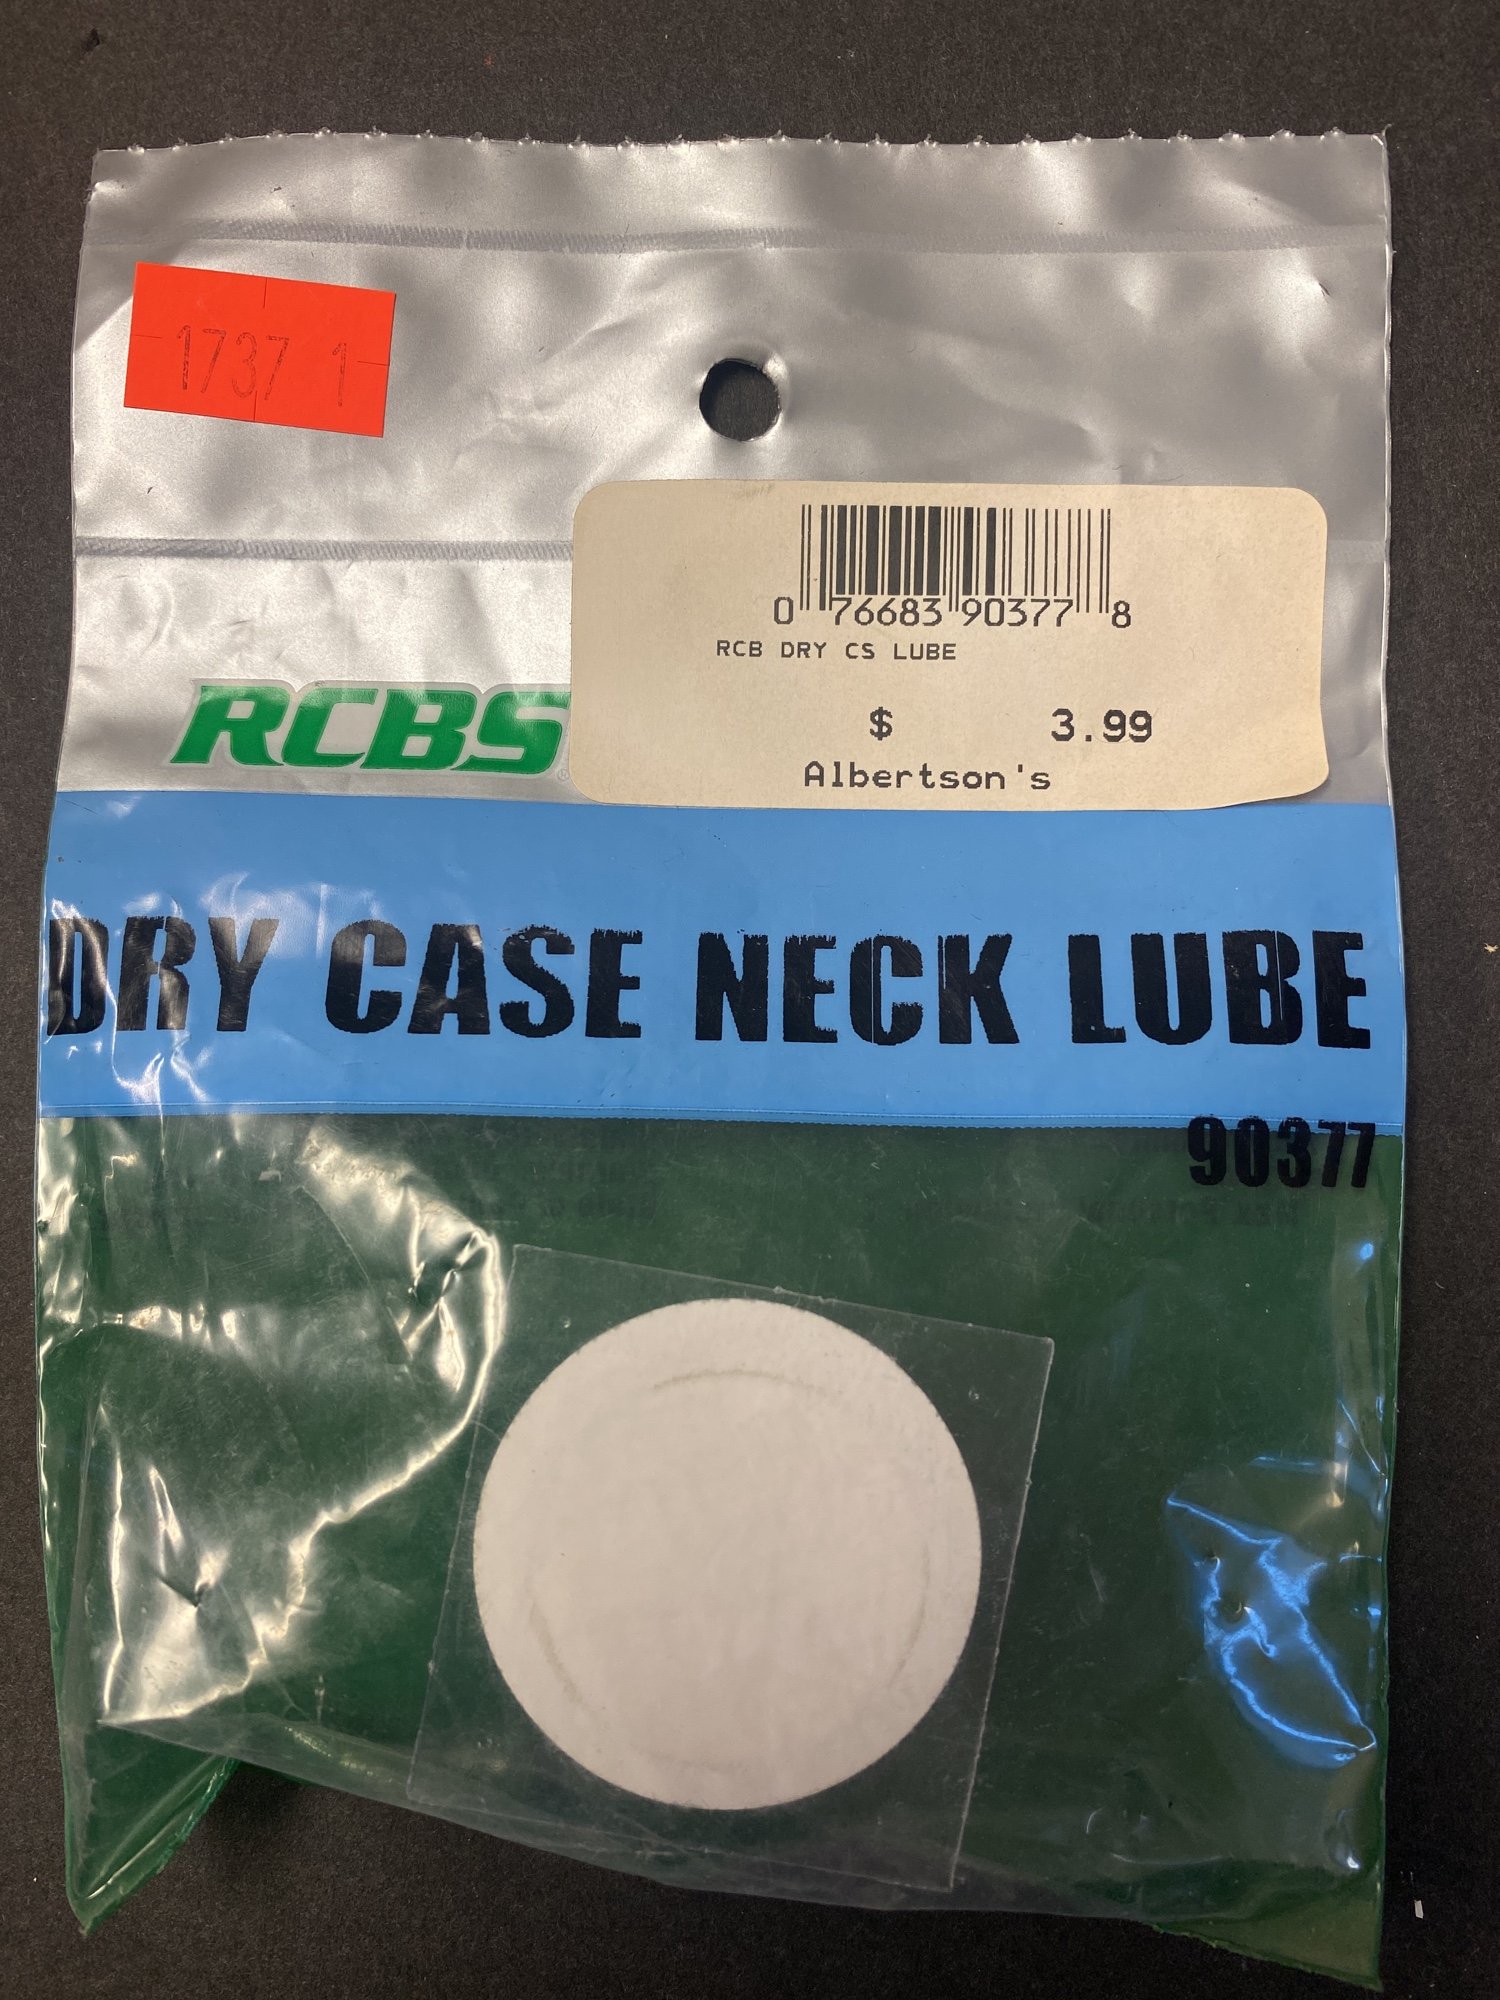 1737 1
0 76683 90377 8
RCB DRY CS LUBE
$ 3.99
Albertson's
RCBS
DRY CASE NECK LUBE
90377